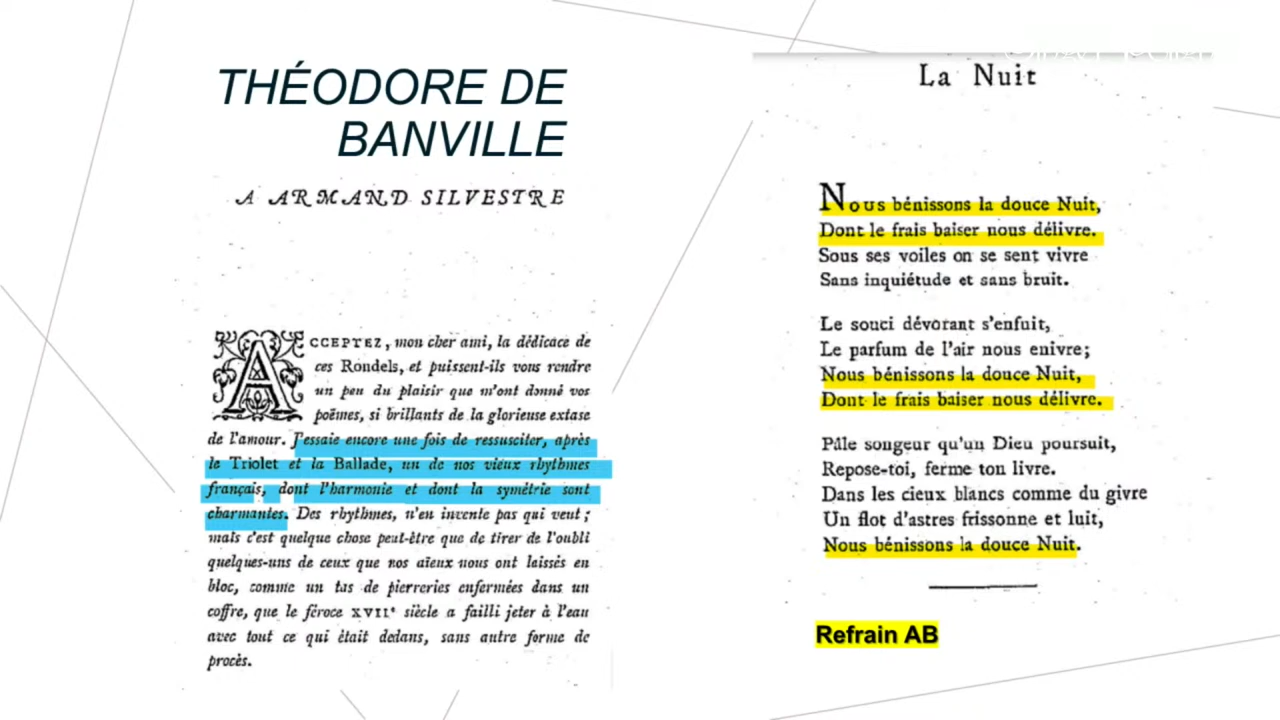 THÉODORE DE
BANVILLE
A ARMAND SILVESTRE
ACCEPTEZ, mon cher ami, la dédicace de
ces Rondels, et puissent-ils vous rendre
un peu du plaisir que m'ont donné vos
poëmes, si brillants de la glorieuse extase
de l'amour. J'essaie encore une fois de ressusciter, après
le Triolet et la Ballade, un de nos vieux rhythmes
français, dont l'harmonie et dont la symétrie sont
charmantes. Des rhythmes, n'en invente pas qui veut ;
mais c'est quelque chose peut-être que de tirer de l'oubli
quelques-uns de ceux que nos aïeux nous ont laissés en
bloc, comme un tas de pierreries enfermées dans un
coffre, que le féroce XVIIe siècle a failli jeter à l'eau
avec tout ce qui était dedans, sans autre forme de
procès.
La Nuit
Nous bénissons la douce Nuit,
Dont le frais baiser nous délivre.
Sous ses voiles on se sent vivre
Sans inquiétude et sans bruit.
Le souci dévorant s'enfuit,
Le parfum de l'air nous enivre ;
Nous bénissons la douce Nuit,
Dont le frais baiser nous délivre.
Pâle songeur qu'un Dieu poursuit,
Repose-toi, ferme ton livre.
Dans les cieux blancs comme du givre
Un flot d'astres frissonne et luit,
Nous bénissons la douce Nuit.
Refrain AB